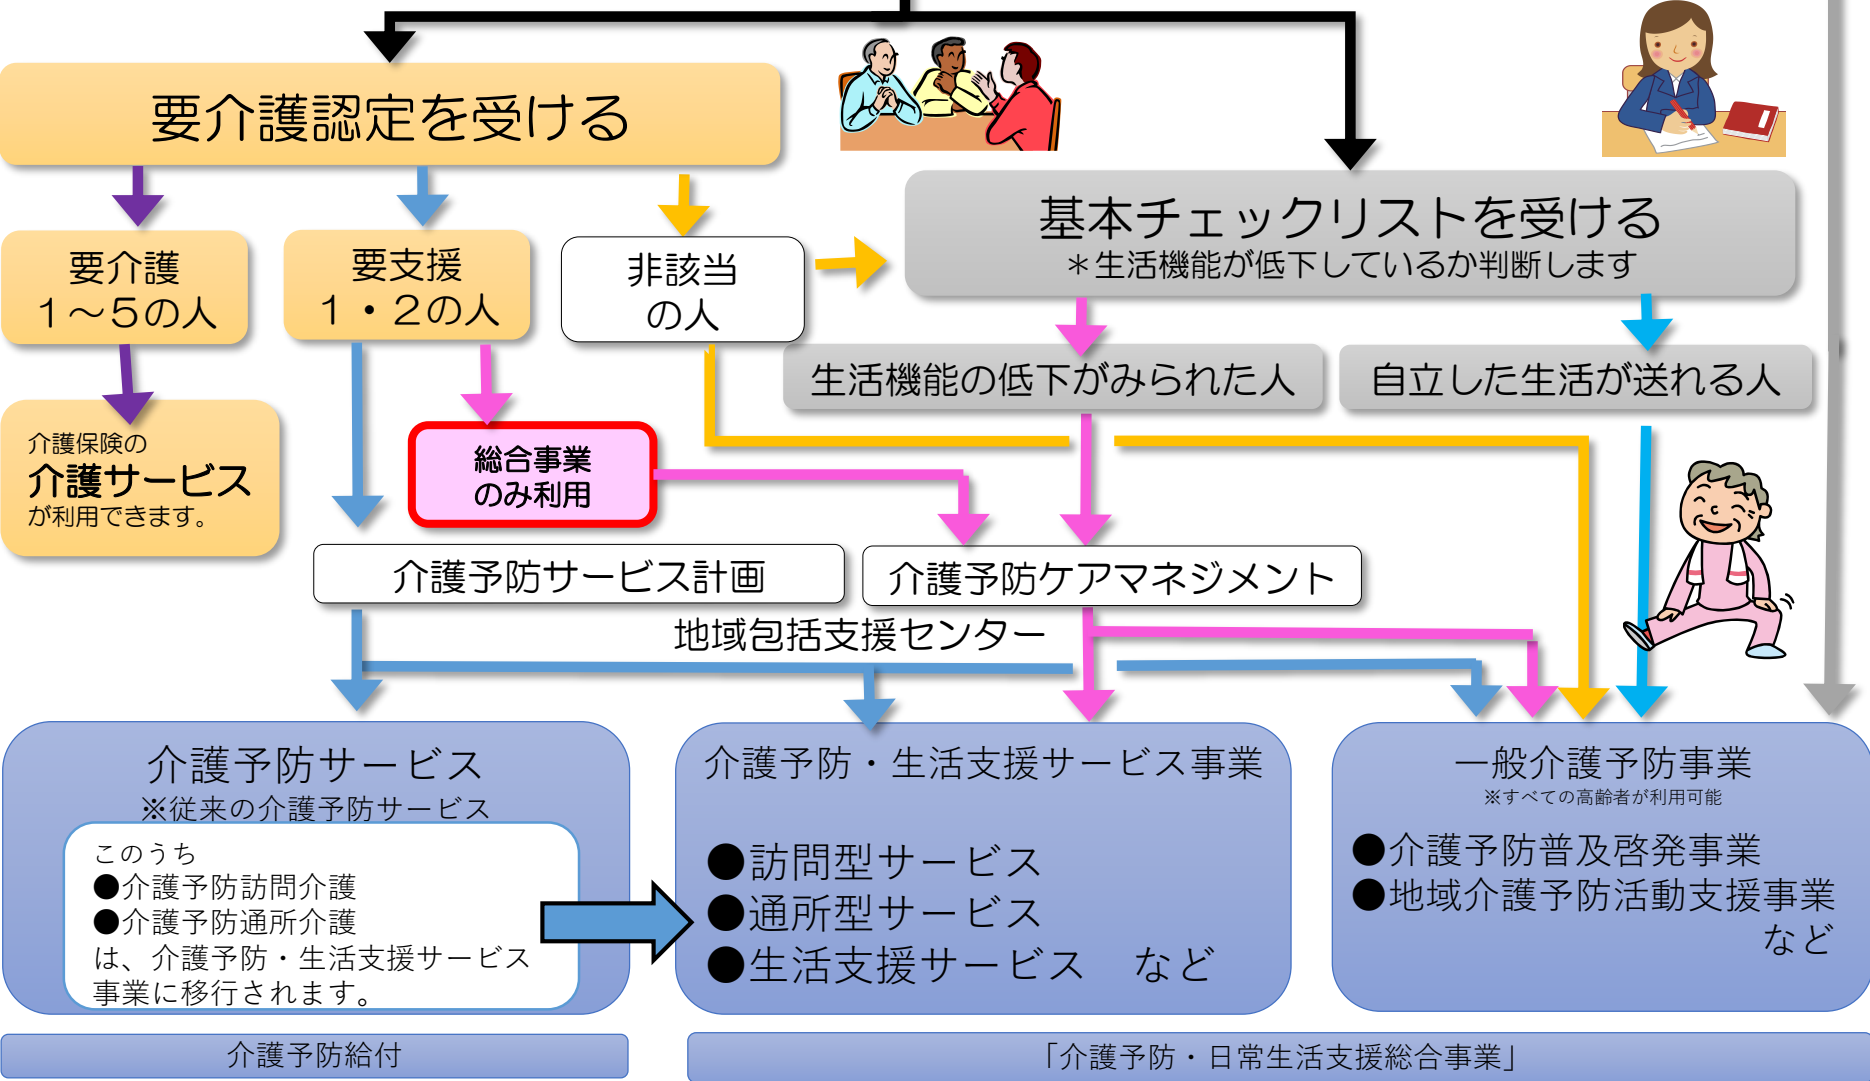 要介護認定を受ける
基本チェックリストを受ける
＊生活機能が低下しているか判断します
要介護
１～５の人
要支援
１・２の人
非該当
の人
生活機能の低下がみられた人
自立した生活が送れる人
介護保険の
介護サービス
が利用できます。
総合事業
のみ利用
介護予防サービス計画
介護予防ケアマネジメント
地域包括支援センター
介護予防サービス
※従来の介護予防サービス
このうち
●介護予防訪問介護
●介護予防通所介護
は、介護予防・生活支援サービス
事業に移行されます。
介護予防・生活支援サービス事業
●訪問型サービス
●通所型サービス
●生活支援サービス　など
一般介護予防事業
※すべての高齢者が利用可能
●介護予防普及啓発事業
●地域介護予防活動支援事業
など
介護予防給付
「介護予防・日常生活支援総合事業」